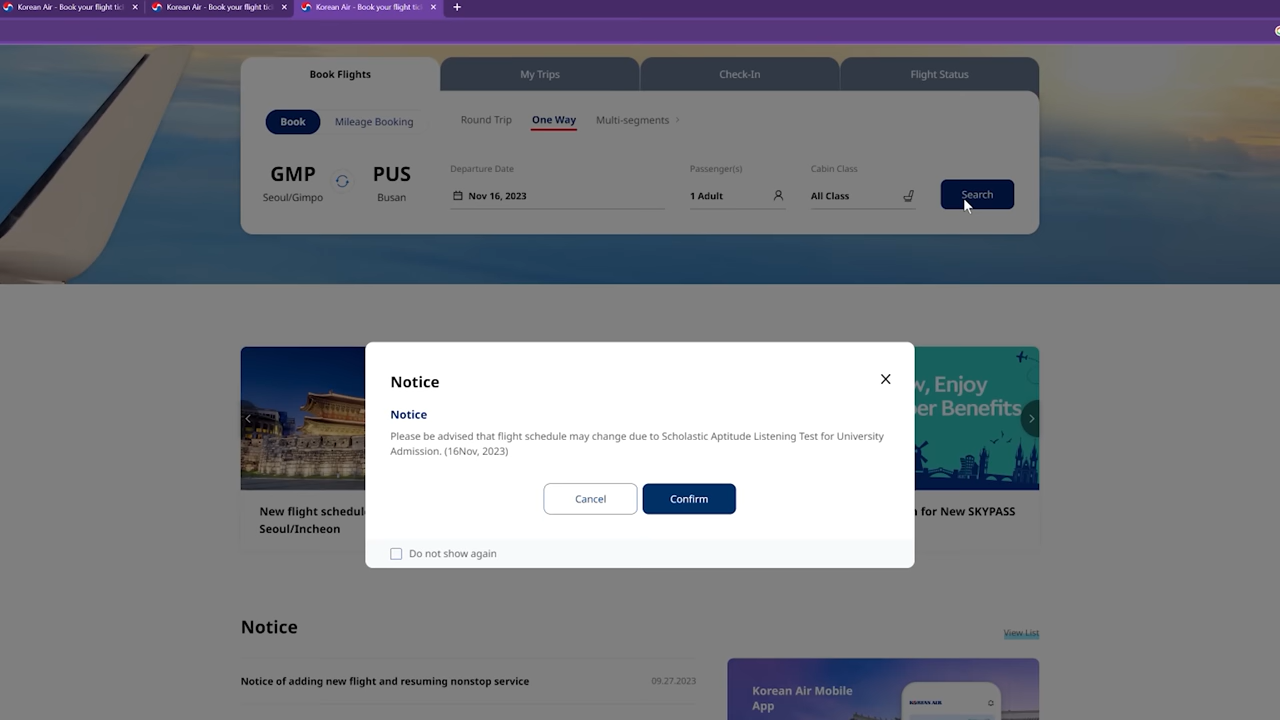 Korean Air - Book your flight tic
Korean Air - Book your flight tic
Korean Air - Book your flight tic
Book Flights
My Trips
Check-In
Flight Status
Book
Mileage Booking
Round Trip
One Way
Multi-segments
GMP
Seoul/Gimpo
PUS
Busan
Departure Date
Nov 16, 2023
Passenger(s)
1 Adult
Cabin Class
All Class
Search
Notice
Notice
Please be advised that flight schedule may change due to Scholastic Aptitude Listening Test for University
Admission. (16Nov, 2023)
Cancel
Confirm
Do not show again
Enjoy
Benefits
New flight
Seoul/Incheon
for New SKYPASS
Notice
View List
Notice of adding new flight and resuming nonstop service
09.27.2023
Korean Air Mobile
App
KOREAN AIR